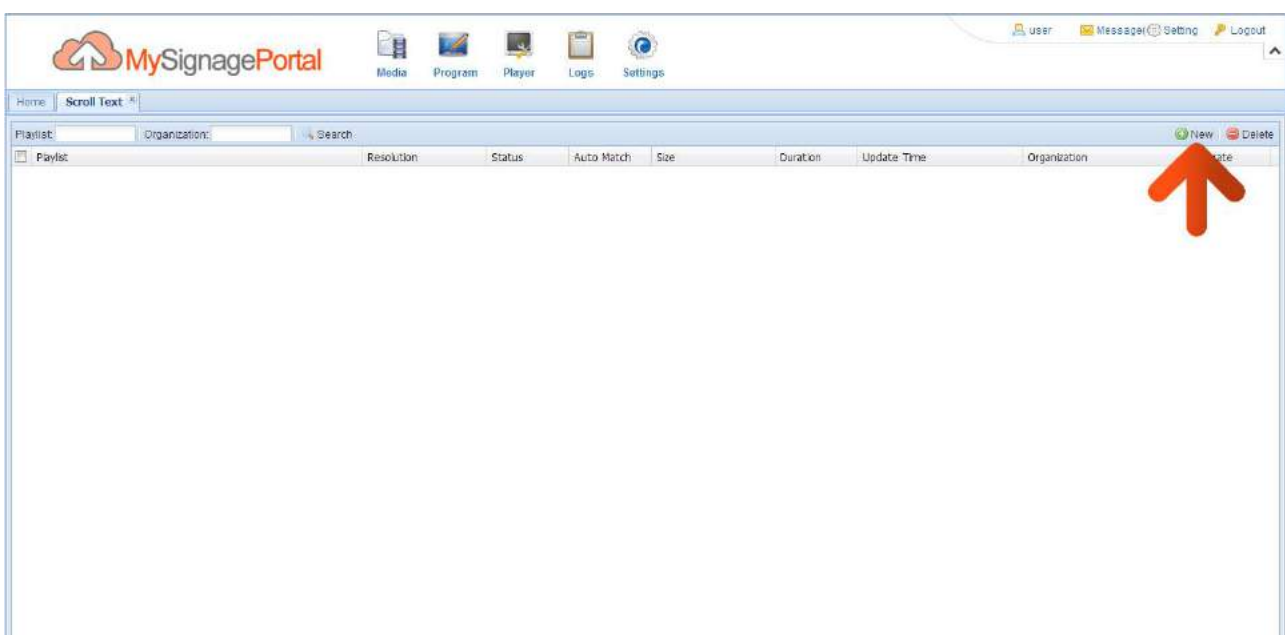 user Message( Setting Logout
MySignagePortal
Media Program Player Logs Settings
Home Scroll Text
Playlist: Organization: Search New Delete
Playlist Resolution Status Auto Match Size Duration Update Time Organization